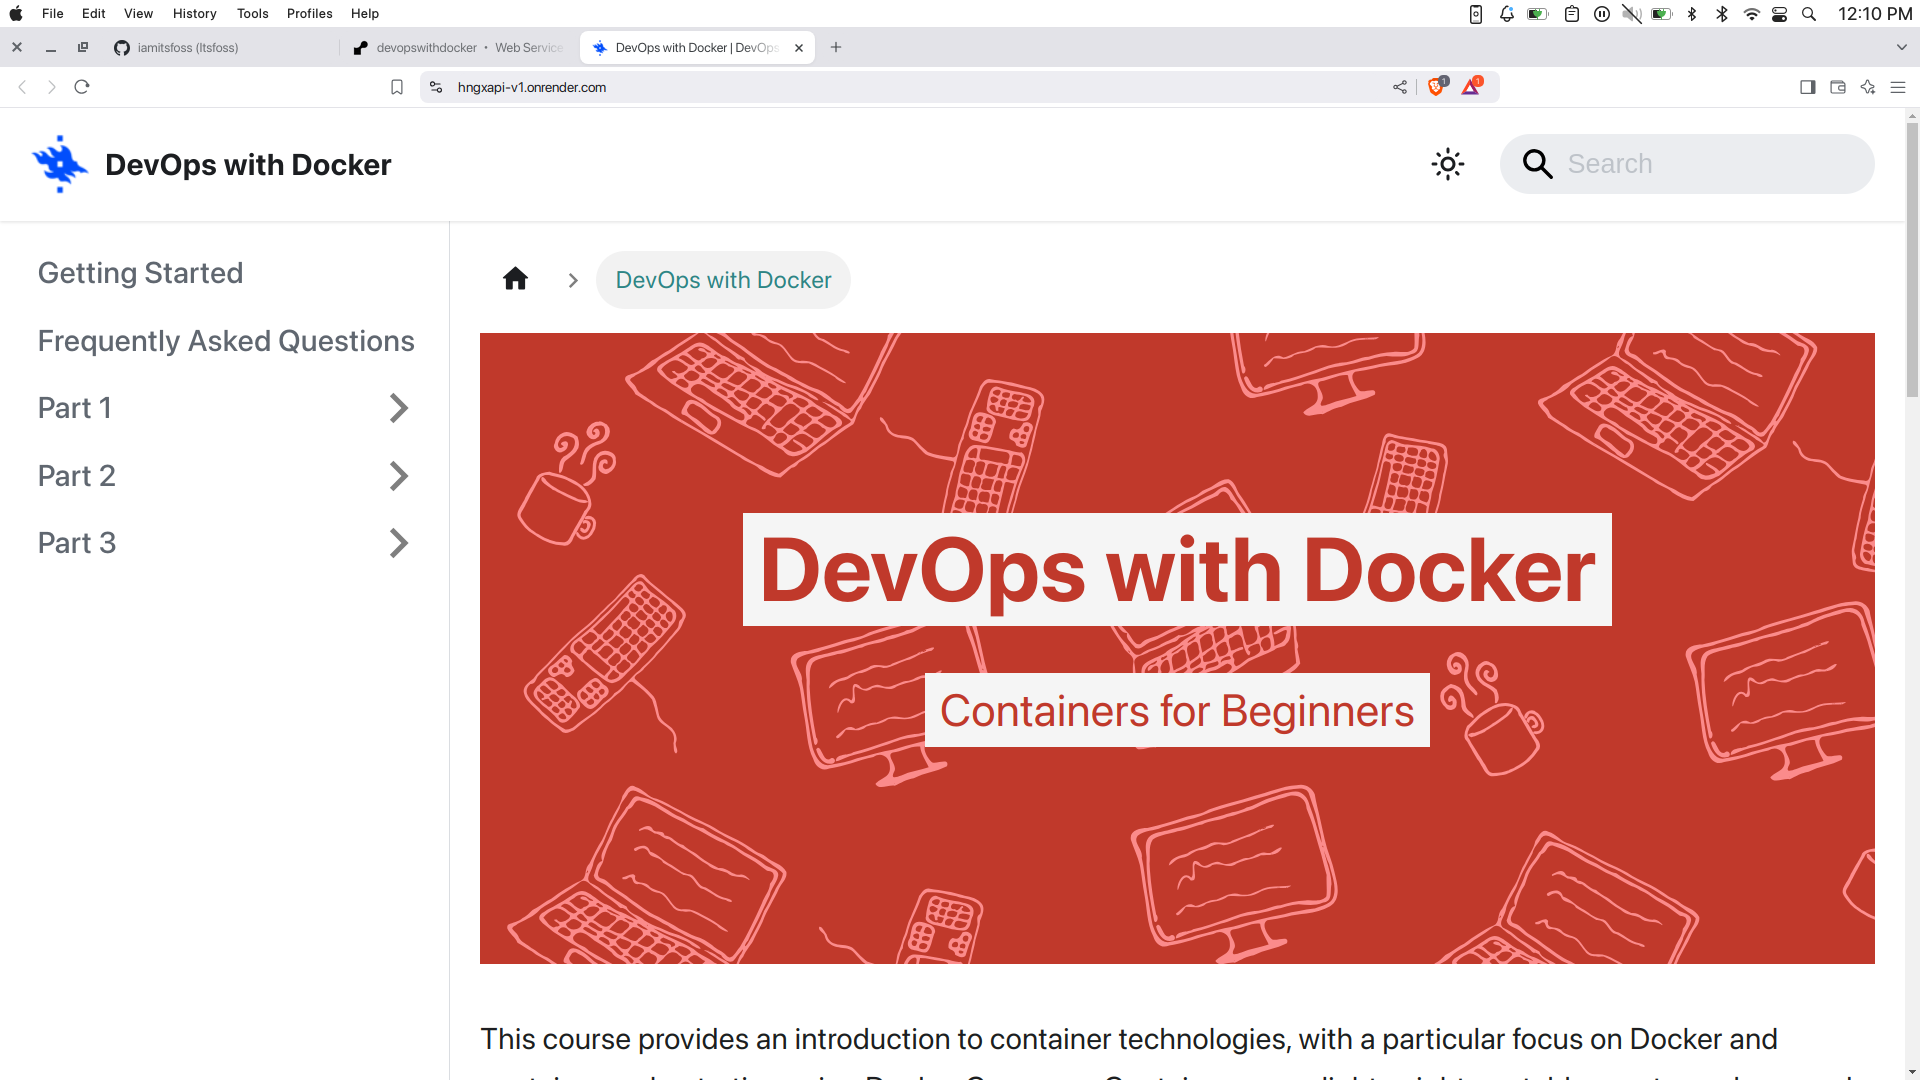 File Edit View History Tools Profiles Help 12:10 PM
iamitsfoss (Itsfoss) devopswithdocker • Web Service DevOps with Docker | DevOps
hngxapi-v1.onrender.com 1 1
DevOps with Docker Search
Getting Started
Frequently Asked Questions
Part 1
Part 2
Part 3
DevOps with Docker
DevOps with Docker
Containers for Beginners
This course provides an introduction to container technologies, with a particular focus on Docker and